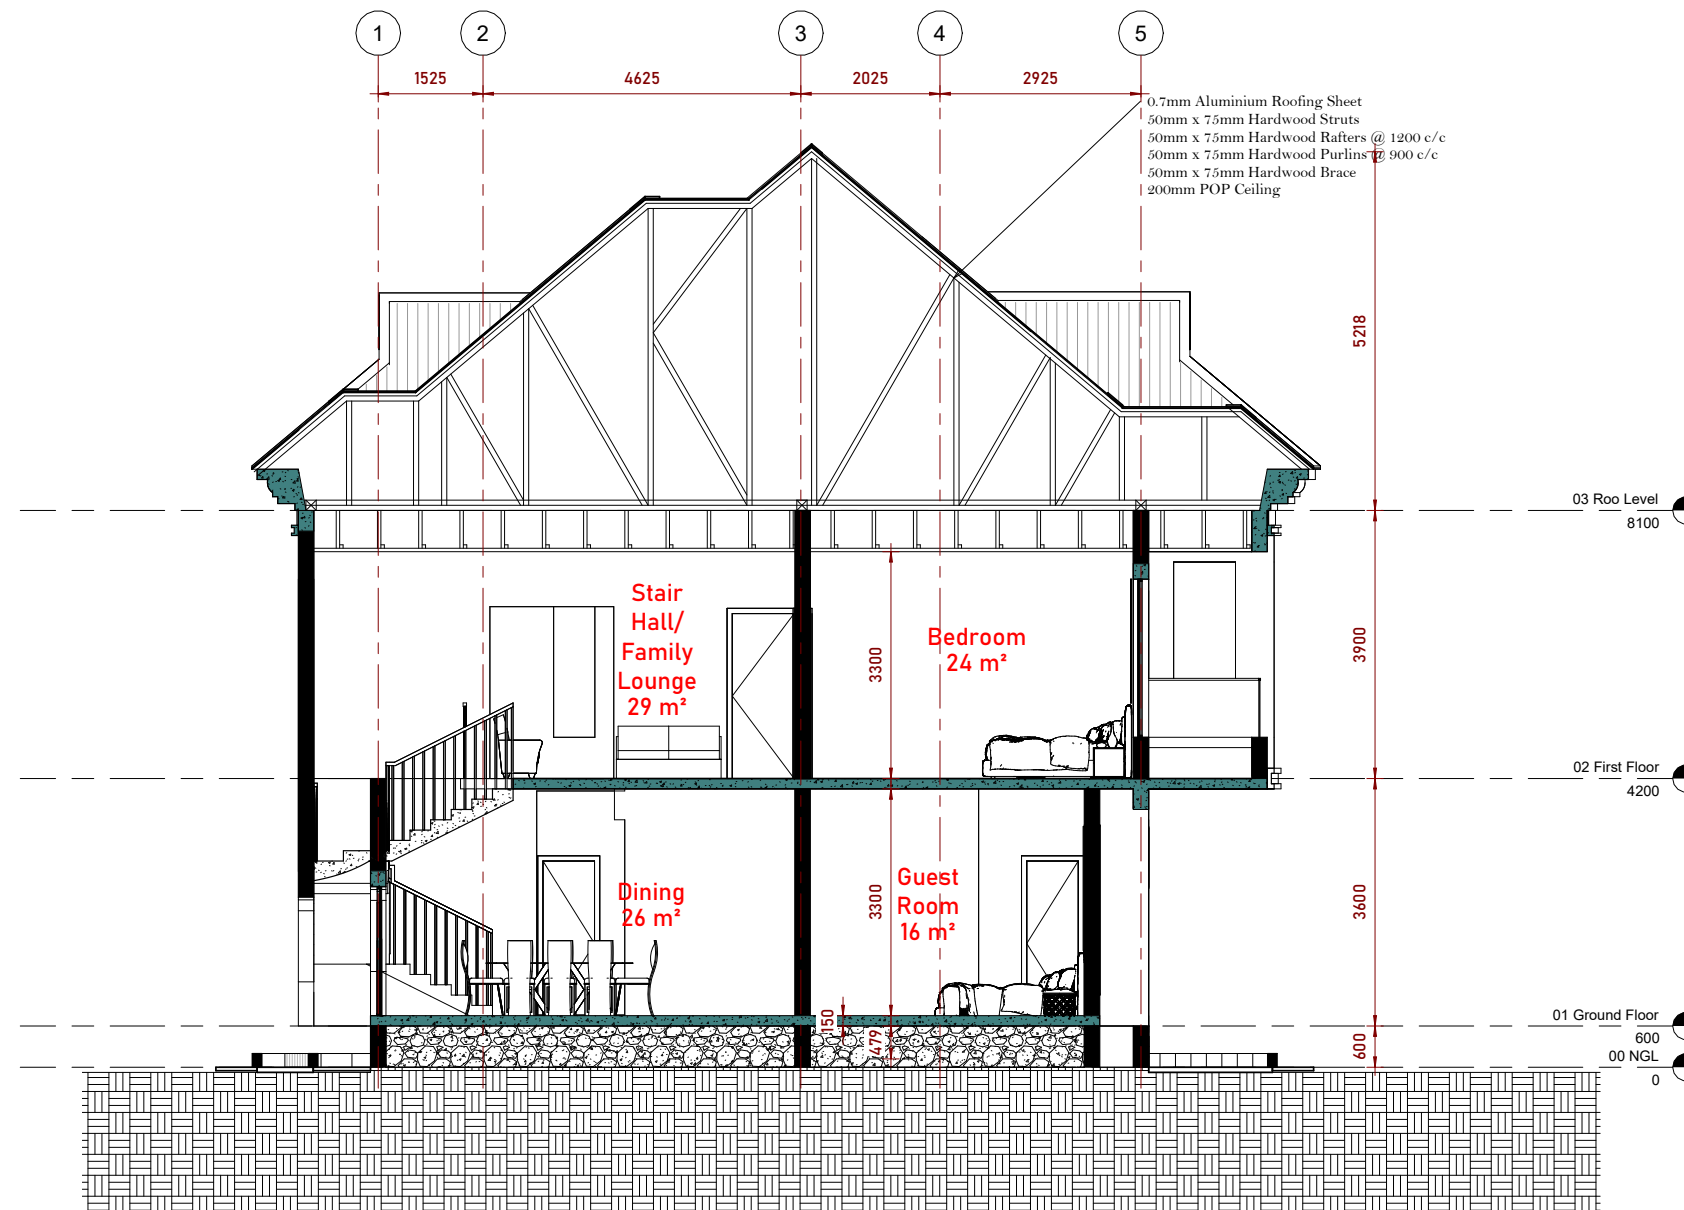 1
2
3
4
5
1525
4625
2025
2925
0.7mm Aluminium Roofing Sheet
50mm x 75mm Hardwood Struts
50mm x 75mm Hardwood Rafters @ 1200 c/c
50mm x 75mm Hardwood Purlins @ 900 c/c
50mm x 75mm Hardwood Brace
200mm POP Ceiling
5218
03 Roo Level
8100
Stair
Hall/
Family
Lounge
29 m²
Bedroom
24 m²
3300
3900
02 First Floor
4200
Dining
26 m²
Guest
Room
16 m²
3300
3600
150
479
01 Ground Floor
600
600
00 NGL
0